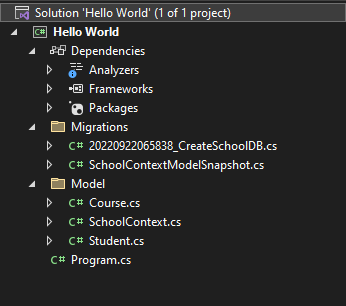 Solution 'Hello World' (1 of 1 project)
Hello World
Dependencies
Analyzers
Frameworks
Packages
Migrations
20220922065838_CreateSchoolDB.cs
SchoolContextModelSnapshot.cs
Model
Course.cs
SchoolContext.cs
Student.cs
Program.cs